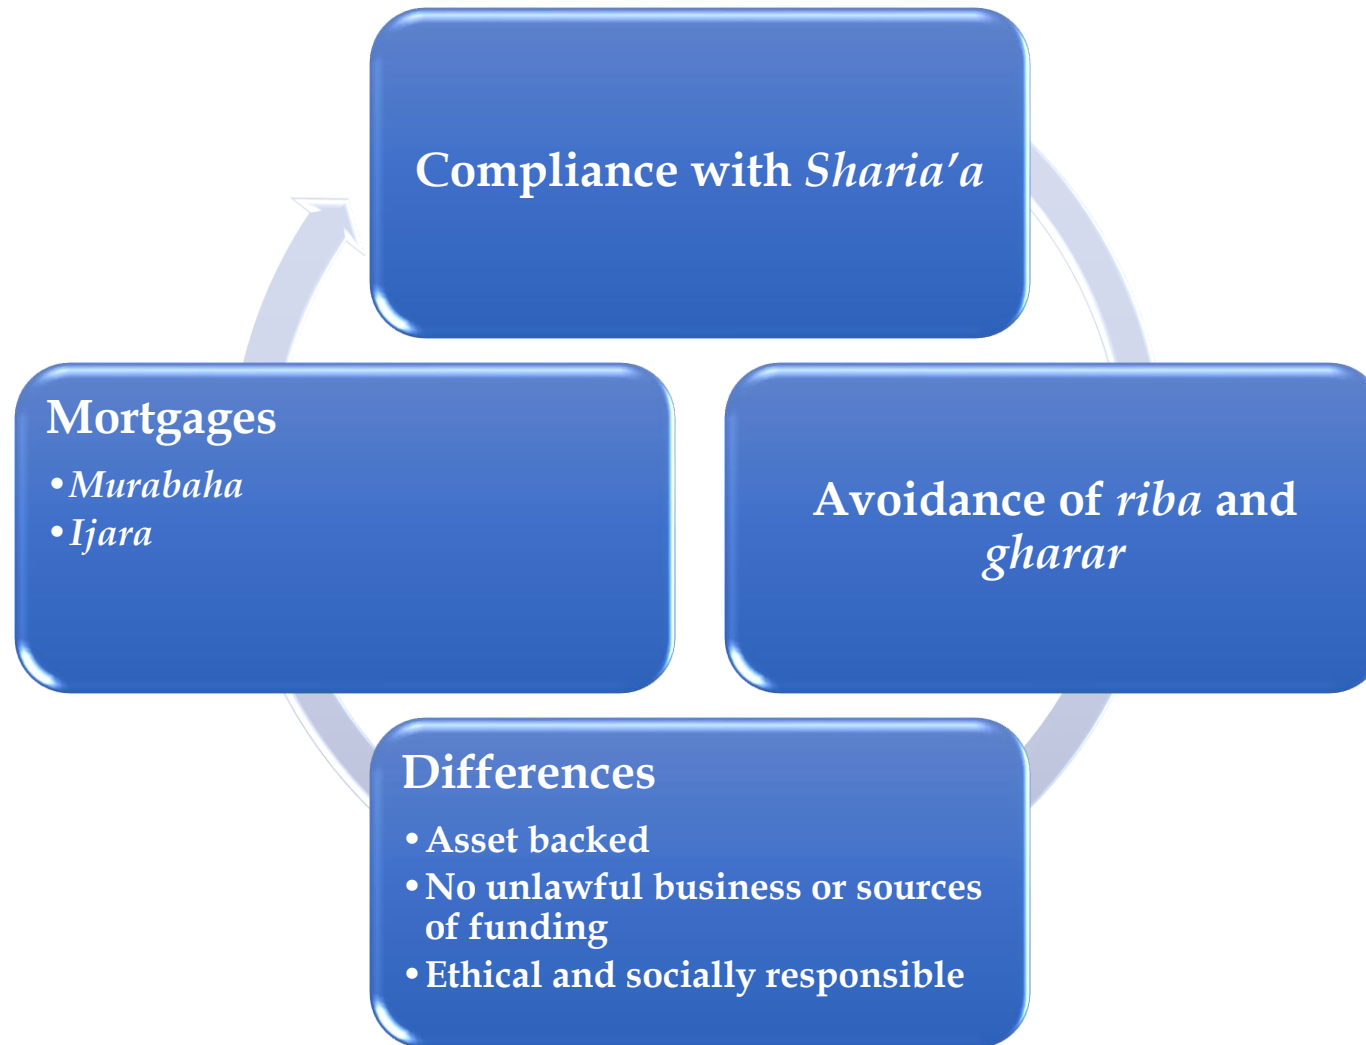 Compliance with Sharia’a
Avoidance of riba and
gharar
Differences
•Asset backed
•No unlawful business or sources
of funding
•Ethical and socially responsible
Mortgages
•Murabaha
•Ijara